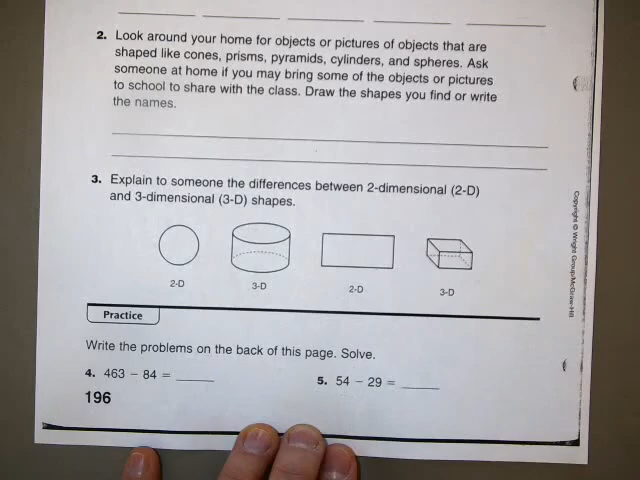 2. Look around your home for objects or pictures of objects that are
shaped like cones, prisms, pyramids, cylinders, and spheres. Ask
someone at home if you may bring some of the objects or pictures
to school to share with the class. Draw the shapes you find or write
the names.
3. Explain to someone the differences between 2-dimensional (2-D)
and 3-dimensional (3-D) shapes.
2-D 3-D 2-D 3-D
Practice
Write the problems on the back of this page. Solve.
4. 463 − 84 = ______ 5. 54 − 29 = ______
196
Copyright © Wright Group/McGraw-Hill